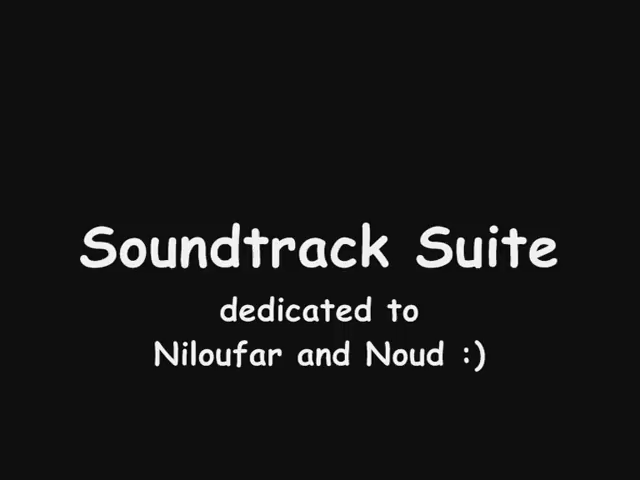 Soundtrack Suite
dedicated to
Niloufar and Noud :)